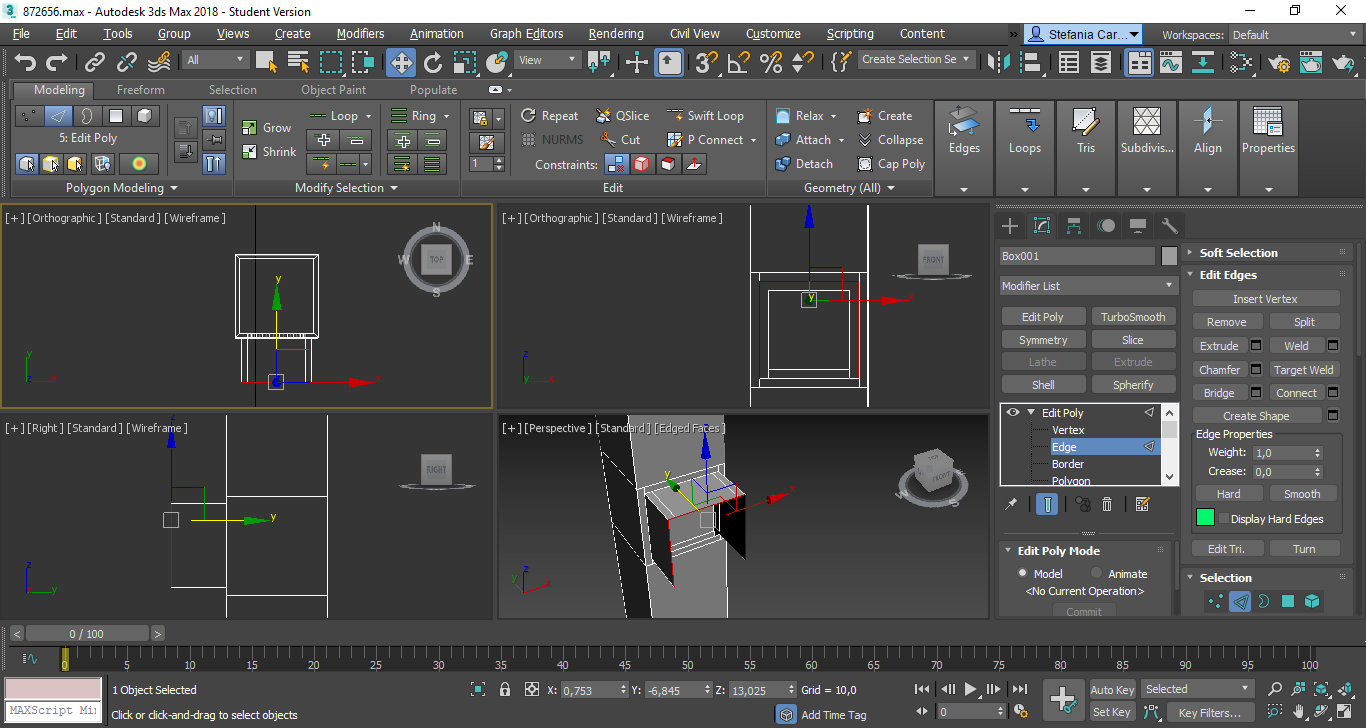 872656.max - Autodesk 3ds Max 2018 - Student Version
File Edit Tools Group Views Create Modifiers Animation Graph Editors Rendering Civil View Customize Scripting Content » Stefania Car... Workspaces: Default
All View Create Selection Se
Modeling Freeform Selection Object Paint Populate
5: Edit Poly
Polygon Modeling
Grow Loop Ring
Shrink
Modify Selection
1
Repeat QSlice Swift Loop
NURMS Cut P Connect
Constraints:
Edit
Relax Create
Attach Collapse
Detach Cap Poly
Geometry (All)
Edges Loops Tris Subdivis... Align Properties
[+] [Orthographic ] [Standard ] [Wireframe ]
N
W TOP E
S
y
x
y
z x
[+] [Orthographic ] [Standard ] [Wireframe ]
FRONT
y
x
z
y x
[+] [Right ] [Standard ] [Wireframe ]
RIGHT
z
y
z
y
[+] [Perspective ] [Standard ] [Edged Faces ]
TOP
FRONT
W S
z
y
x
z
y
x
Box001
Modifier List
Edit Poly TurboSmooth
Symmetry Slice
Lathe Extrude
Shell Spherify
Edit Poly
Vertex
Edge
Border
Polygon
Edit Poly Mode
Model Animate
<No Current Operation>
Commit
Soft Selection
Edit Edges
Insert Vertex
Remove Split
Extrude Weld
Chamfer Target Weld
Bridge Connect
Create Shape
Edge Properties
Weight: 1,0
Crease: 0,0
Hard Smooth
Display Hard Edges
Edit Tri. Turn
Selection
< 0 / 100 >
0 5 10 15 20 25 30 35 40 45 50 55 60 65 70 75 80 85 90 95 100
1 Object Selected X: 0,753 Y: -6,845 Z: 13,025 Grid = 10,0 Auto Key Selected
MAXScript Mi
Click or click-and-drag to select objects Add Time Tag 0 Set Key Key Filters...